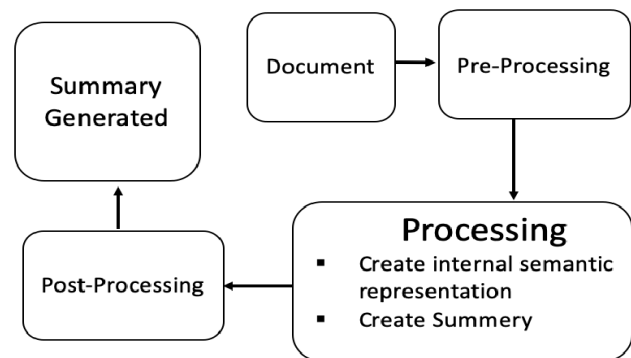 Document
Pre-Processing
Processing
▪ Create internal semantic
representation
▪ Create Summery
Post-Processing
Summary
Generated